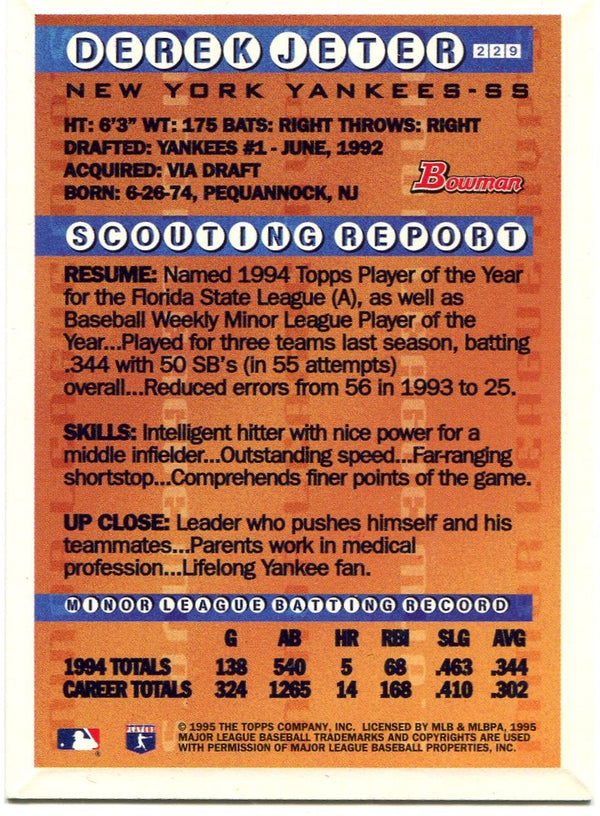 DEREK JETER 229
NEW YORK YANKEES-SS
HT: 6'3" WT: 175 BATS: RIGHT THROWS: RIGHT
DRAFTED: YANKEES #1 - JUNE, 1992
ACQUIRED: VIA DRAFT
BORN: 6-26-74, PEQUANNOCK, NJ
Bowman
SCOUTING REPORT
RESUME: Named 1994 Topps Player of the Year
for the Florida State League (A), as well as
Baseball Weekly Minor League Player of the
Year...Played for three teams last season, batting
.344 with 50 SB's (in 55 attempts)
overall...Reduced errors from 56 in 1993 to 25.
SKILLS: Intelligent hitter with nice power for a
middle infielder...Outstanding speed...Far-ranging
shortstop...Comprehends finer points of the game.
UP CLOSE: Leader who pushes himself and his
teammates...Parents work in medical
profession...Lifelong Yankee fan.
MINOR LEAGUE BATTING RECORD
G AB HR RBI SLG AVG
1994 TOTALS 138 540 5 68 .463 .344
CAREER TOTALS 324 1265 14 168 .410 .302
© 1995 THE TOPPS COMPANY, INC. LICENSED BY MLB & MLBPA, 1995
MAJOR LEAGUE BASEBALL TRADEMARKS AND COPYRIGHTS ARE USED
WITH PERMISSION OF MAJOR LEAGUE BASEBALL PROPERTIES, INC.